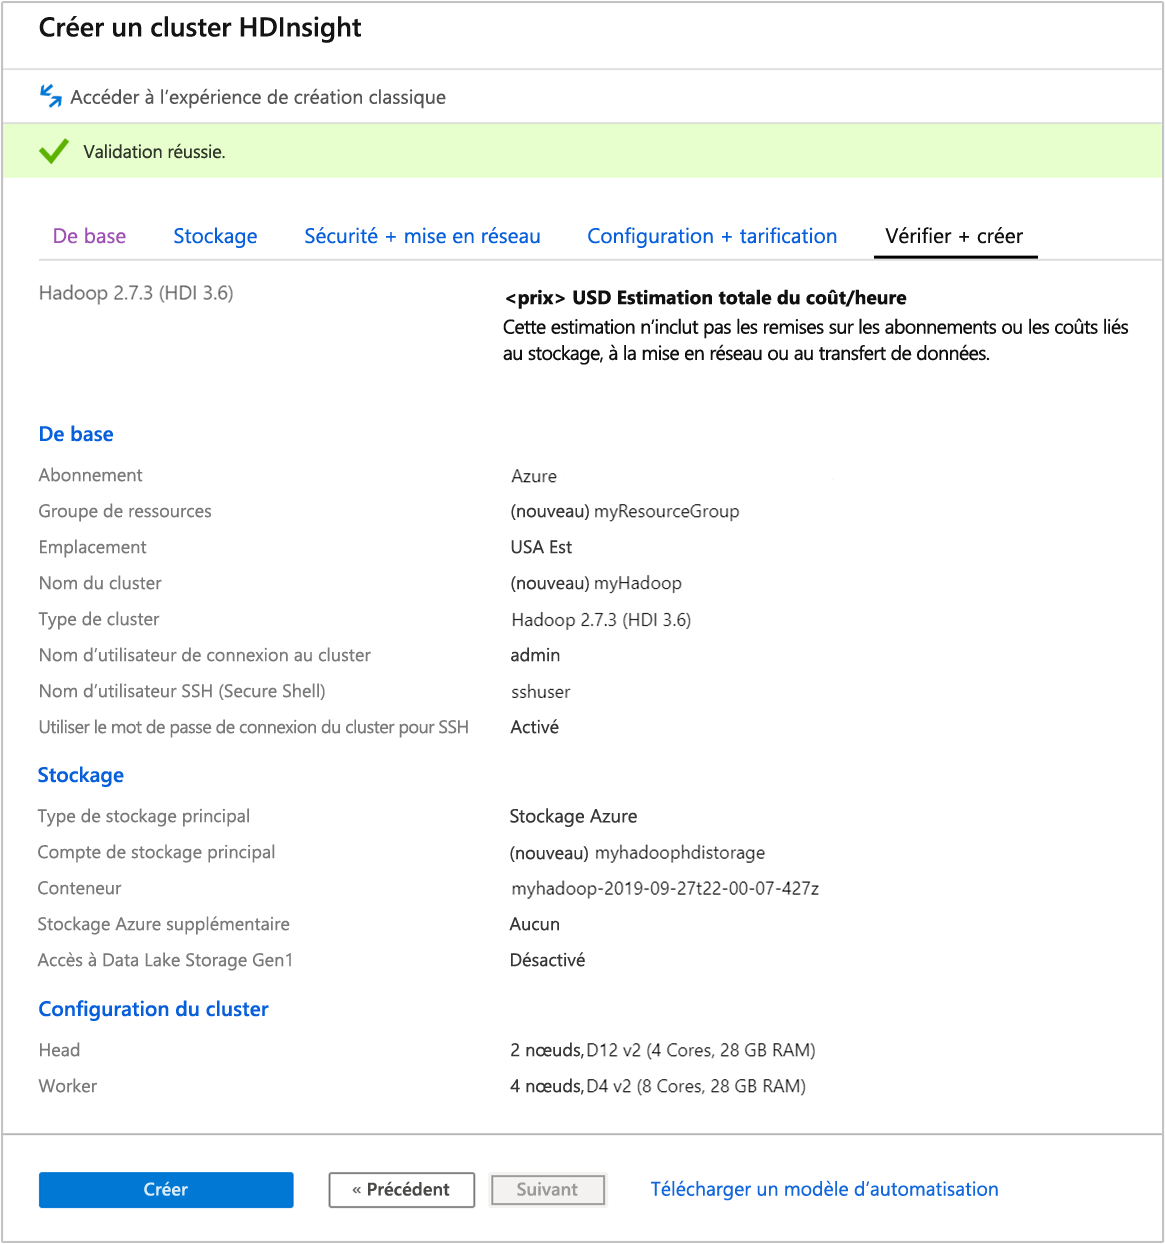 Créer un cluster HDInsight
Accéder à l’expérience de création classique
Validation réussie.
De base Stockage Sécurité + mise en réseau Configuration + tarification Vérifier + créer
Hadoop 2.7.3 (HDI 3.6)
<prix> USD Estimation totale du coût/heure
Cette estimation n’inclut pas les remises sur les abonnements ou les coûts liés
au stockage, à la mise en réseau ou au transfert de données.
De base
Abonnement Azure
Groupe de ressources (nouveau) myResourceGroup
Emplacement USA Est
Nom du cluster (nouveau) myHadoop
Type de cluster Hadoop 2.7.3 (HDI 3.6)
Nom d’utilisateur de connexion au cluster admin
Nom d’utilisateur SSH (Secure Shell) sshuser
Utiliser le mot de passe de connexion du cluster pour SSH Activé
Stockage
Type de stockage principal Stockage Azure
Compte de stockage principal (nouveau) myhadoophdistorage
Conteneur myhadoop-2019-09-27t22-00-07-427z
Stockage Azure supplémentaire Aucun
Accès à Data Lake Storage Gen1 Désactivé
Configuration du cluster
Head 2 nœuds, D12 v2 (4 Cores, 28 GB RAM)
Worker 4 nœuds, D4 v2 (8 Cores, 28 GB RAM)
Créer « Précédent Suivant Télécharger un modèle d’automatisation